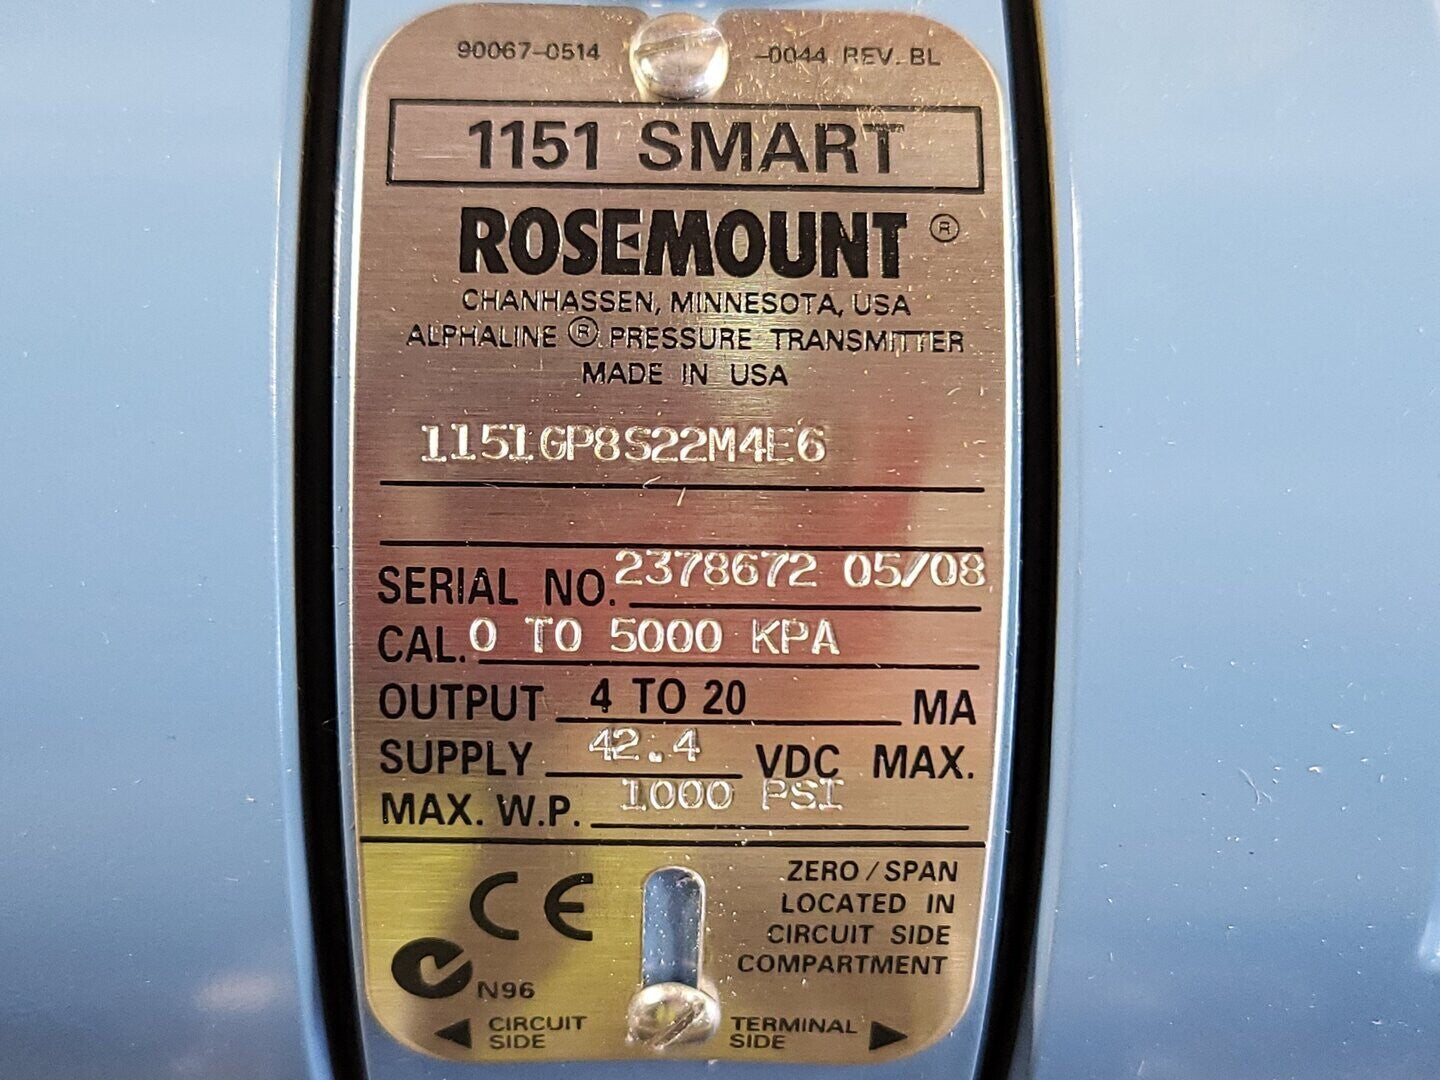 90067-0514 -0044 REV. BL
1151 SMART
ROSEMOUNT ®
CHANHASSEN, MINNESOTA, USA
ALPHALINE ® PRESSURE TRANSMITTER
MADE IN USA
1151GP8S22M4E6
SERIAL NO. 2378672 05/08
CAL. 0 TO 5000 KPA
OUTPUT 4 TO 20 MA
SUPPLY 42.4 VDC MAX.
MAX. W.P. 1000 PSI
CE
N96
ZERO / SPAN
LOCATED IN
CIRCUIT SIDE
COMPARTMENT
CIRCUIT
SIDE
TERMINAL
SIDE